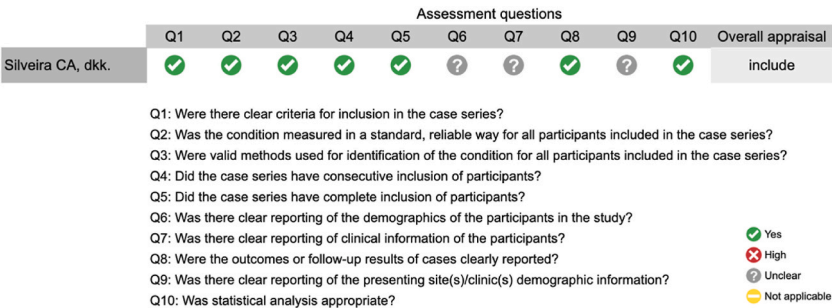 Assessment questions
Q1 Q2 Q3 Q4 Q5 Q6 Q7 Q8 Q9 Q10 Overall appraisal
Silveira CA, dkk. ? ? ? include
Q1: Were there clear criteria for inclusion in the case series?
Q2: Was the condition measured in a standard, reliable way for all participants included in the case series?
Q3: Were valid methods used for identification of the condition for all participants included in the case series?
Q4: Did the case series have consecutive inclusion of participants?
Q5: Did the case series have complete inclusion of participants?
Q6: Was there clear reporting of the demographics of the participants in the study?
Q7: Was there clear reporting of clinical information of the participants?
Q8: Were the outcomes or follow-up results of cases clearly reported?
Q9: Was there clear reporting of the presenting site(s)/clinic(s) demographic information?
Q10: Was statistical analysis appropriate?
Yes
High
? Unclear
Not applicable